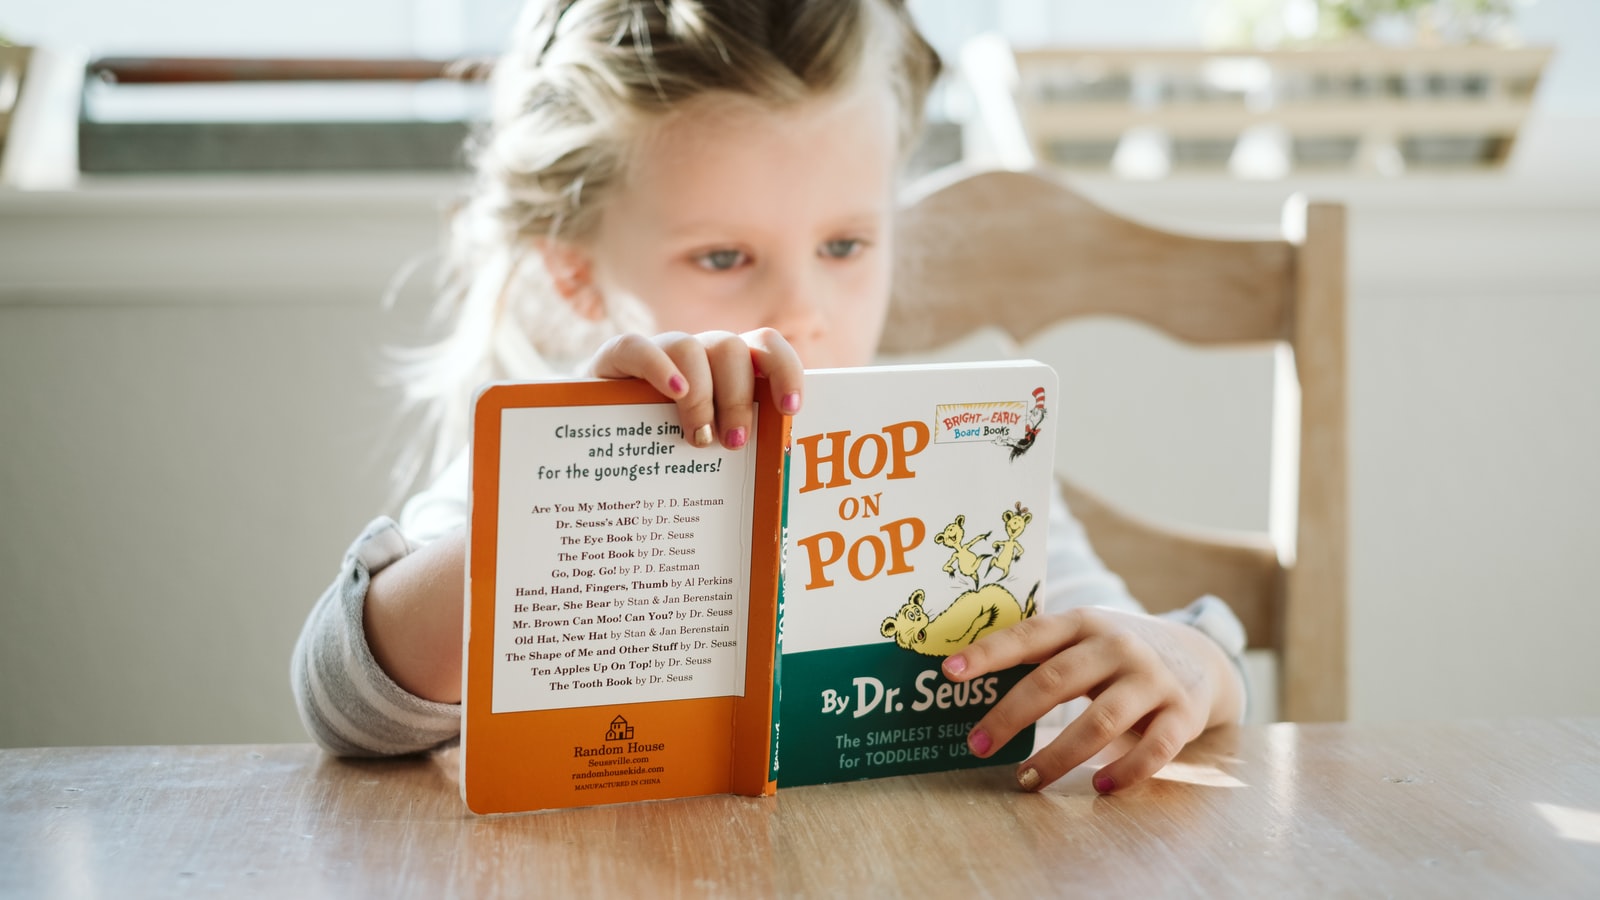 Classics made
and sturdier
for the youngest readers!
Are You My Mother? by P. D. Eastman
Dr. Seuss's ABC by Dr. Seuss
The Eye Book by Dr. Seuss
The Foot Book by Dr. Seuss
Go, Dog. Go! by P. D. Eastman
Hand, Hand, Fingers, Thumb by Al Perkins
He Bear, She Bear by Stan & Jan Berenstain
Mr. Brown Can Moo! Can You? by Dr. Seuss
Old Hat, New Hat by Stan & Jan Berenstain
The Shape of Me and Other Stuff by Dr. Seuss
Ten Apples Up On Top! by Dr. Seuss
The Tooth Book by Dr. Seuss
Random House
Seussville.com
randomhousekids.com
MANUFACTURED IN CHINA
BRIGHT and EARLY
Board Books
HOP
ON
POP
By Dr. Seuss
The SIMPLEST
for TODDLERS'